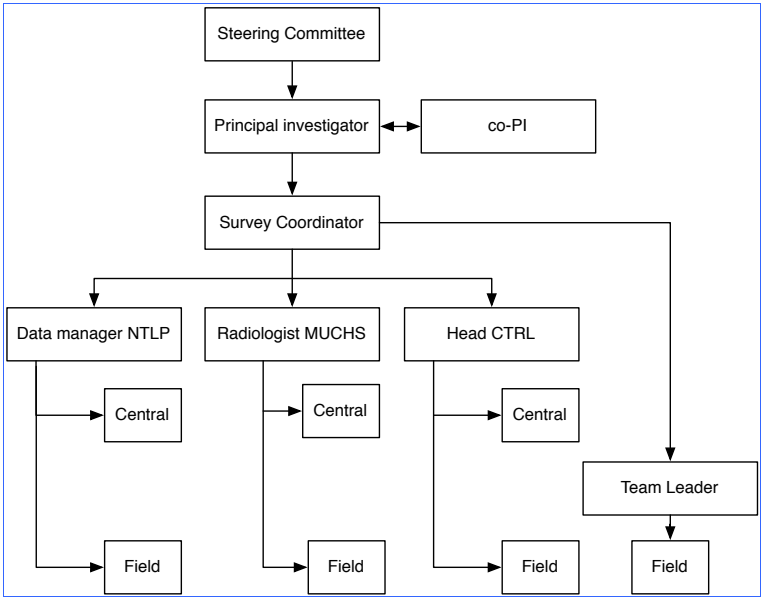 Steering Committee
Principal investigator
co-PI
Survey Coordinator
Data manager NTLP
Radiologist MUCHS
Head CTRL
Central
Central
Central
Team Leader
Field
Field
Field
Field